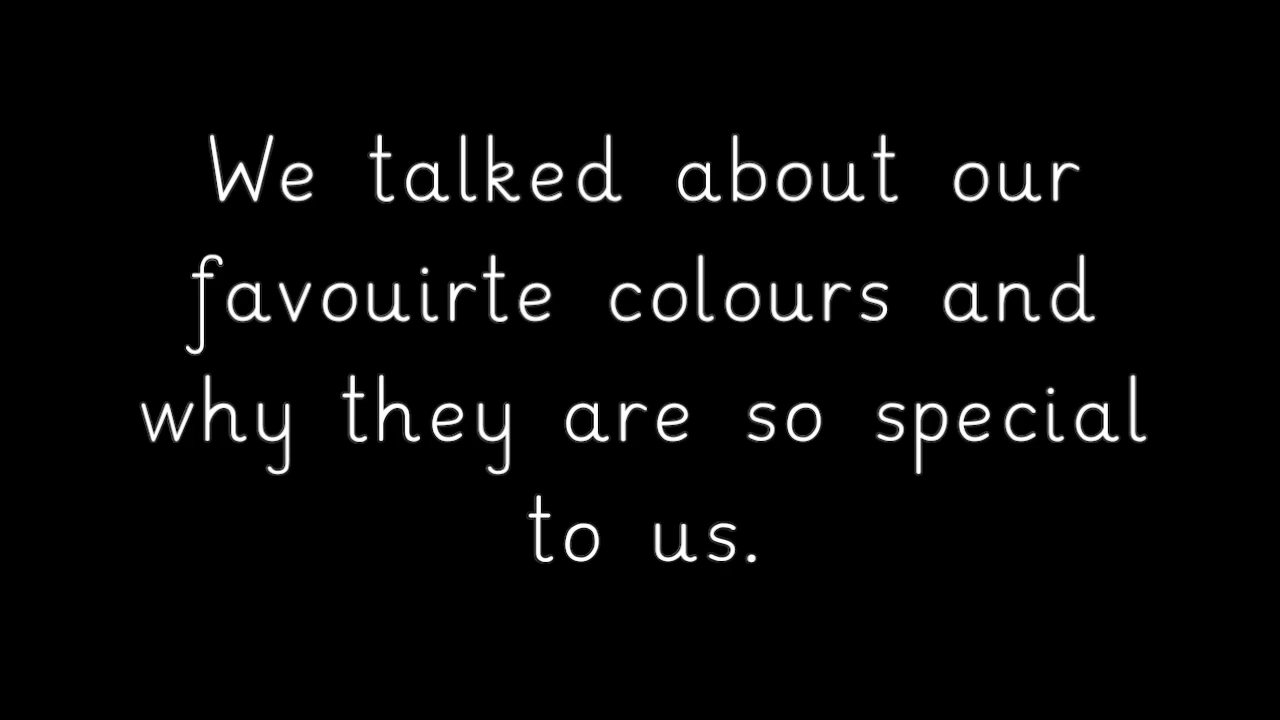 We talked about our
favouirte colours and
why they are so special
to us.